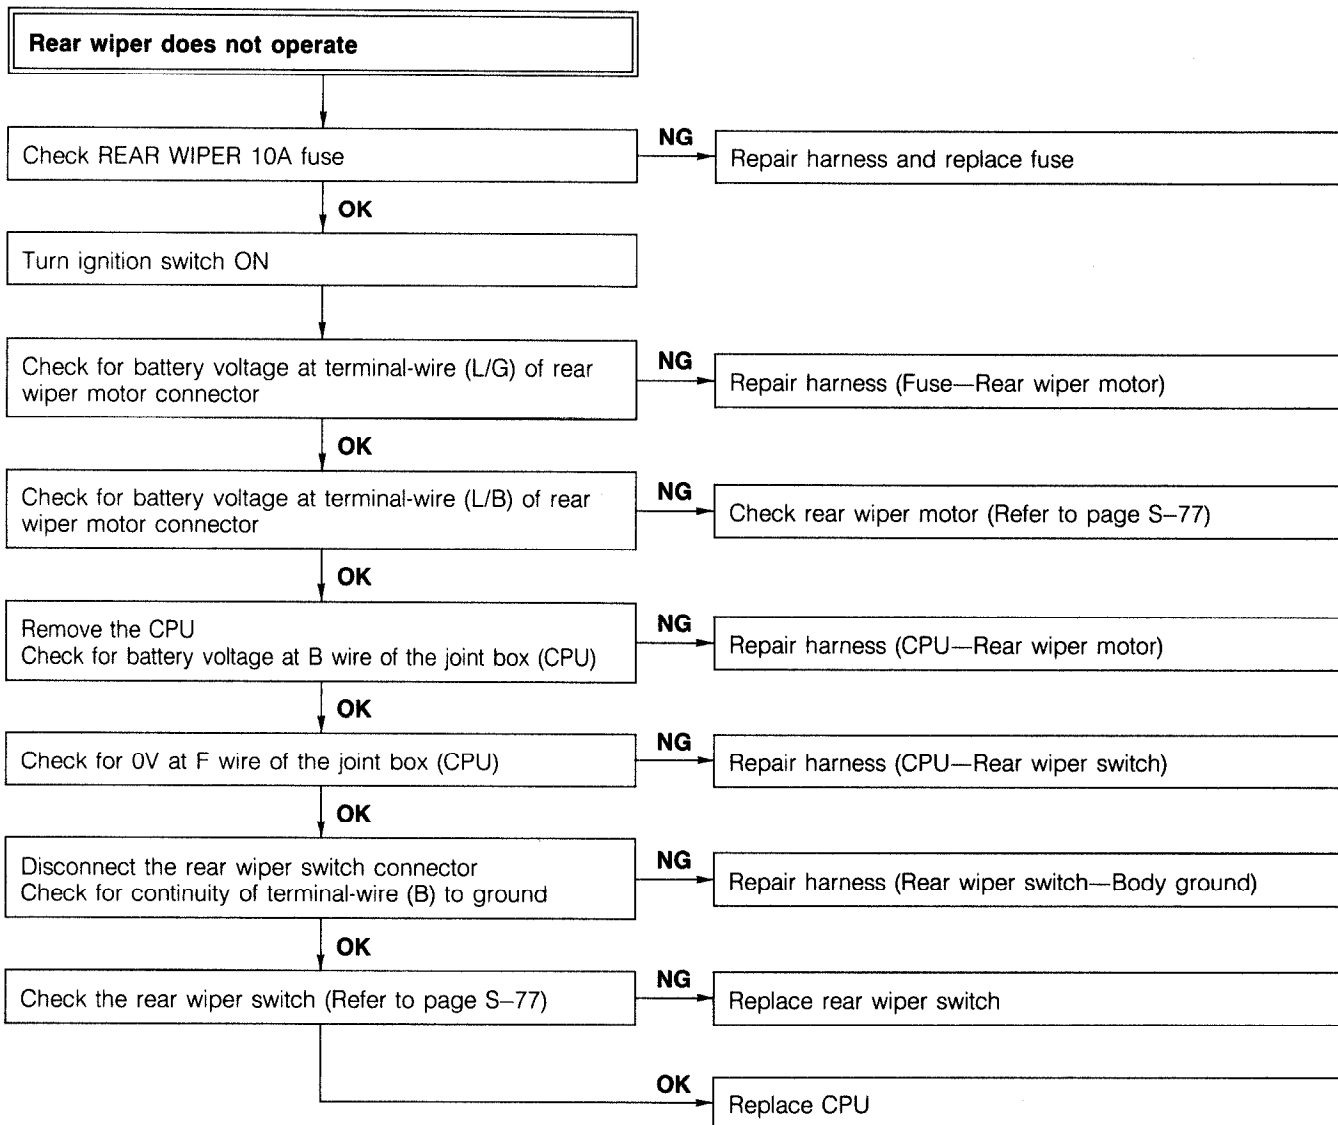 Rear wiper does not operate
Check REAR WIPER 10A fuse
NG
Repair harness and replace fuse
OK
Turn ignition switch ON
Check for battery voltage at terminal-wire (L/G) of rear
wiper motor connector
NG
Repair harness (Fuse—Rear wiper motor)
OK
Check for battery voltage at terminal-wire (L/B) of rear
wiper motor connector
NG
Check rear wiper motor (Refer to page S–77)
OK
Remove the CPU
Check for battery voltage at B wire of the joint box (CPU)
NG
Repair harness (CPU—Rear wiper motor)
OK
Check for 0V at F wire of the joint box (CPU)
NG
Repair harness (CPU—Rear wiper switch)
OK
Disconnect the rear wiper switch connector
Check for continuity of terminal-wire (B) to ground
NG
Repair harness (Rear wiper switch—Body ground)
OK
Check the rear wiper switch (Refer to page S–77)
NG
Replace rear wiper switch
OK
Replace CPU